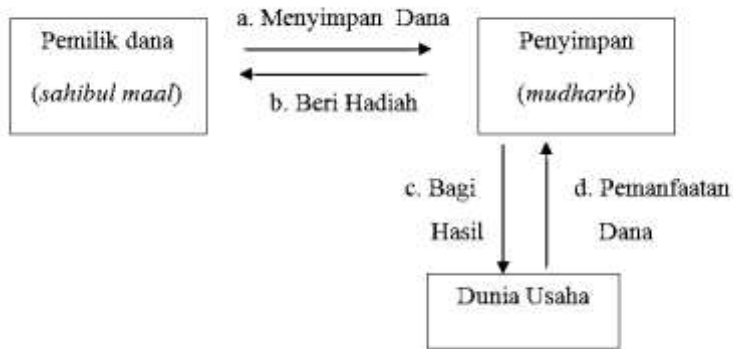 a. Menyimpan Dana
Pemilik dana
(sahibul maal)
Penyimpan
(mudharib)
b. Beri Hadiah
c. Bagi
Hasil
d. Pemanfaatan
Dana
Dunia Usaha